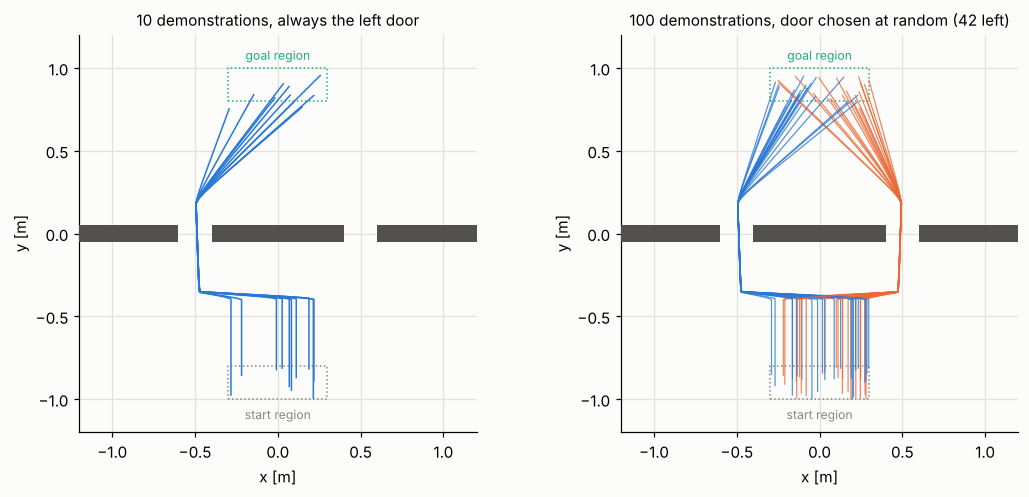 10 demonstrations, always the left door
goal region
1.0
0.5
0.0
−0.5
−1.0
y [m]
start region
−1.0
−0.5
0.0
0.5
1.0
x [m]
100 demonstrations, door chosen at random (42 left)
goal region
1.0
0.5
0.0
−0.5
−1.0
y [m]
start region
−1.0
−0.5
0.0
0.5
1.0
x [m]